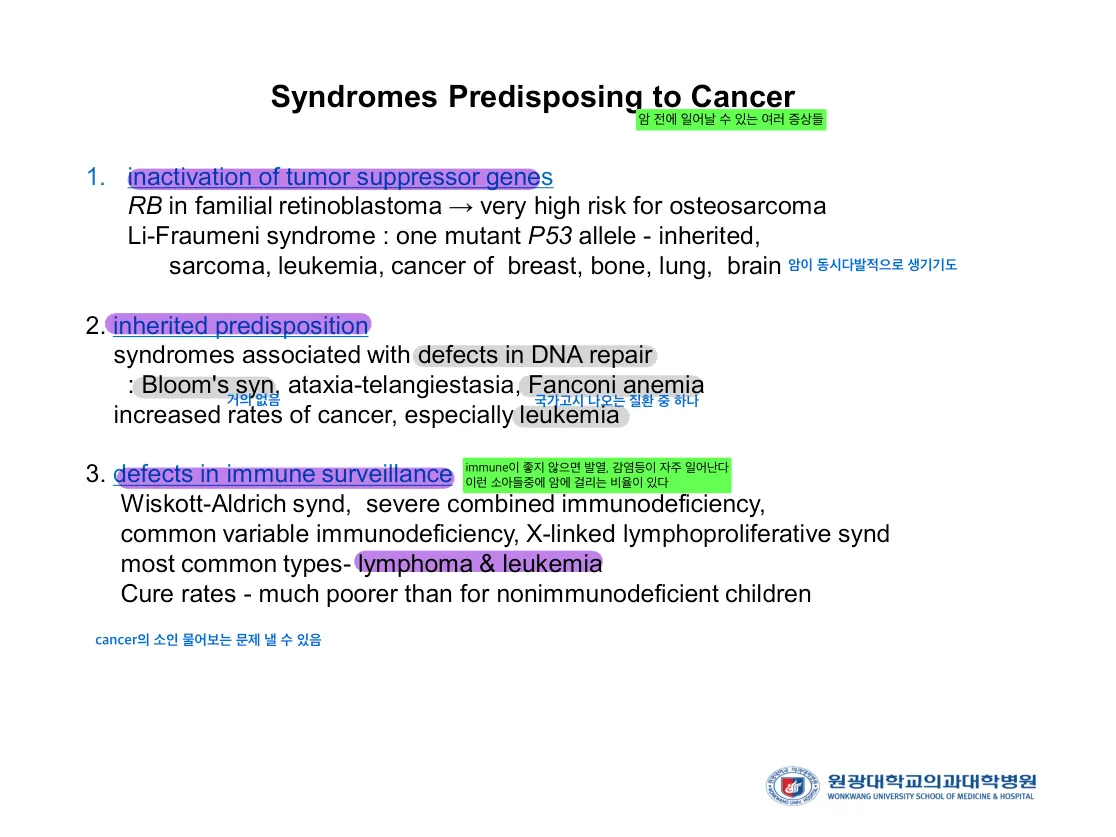 Syndromes Predisposing to Cancer
암 전에 일어날 수 있는 여러 증상들
1. inactivation of tumor suppressor genes
RB in familial retinoblastoma → very high risk for osteosarcoma
Li-Fraumeni syndrome : one mutant P53 allele - inherited,
sarcoma, leukemia, cancer of breast, bone, lung, brain 암이 동시다발적으로 생기기도
2. inherited predisposition
syndromes associated with defects in DNA repair
: Bloom's syn, ataxia-telangiestasia, Fanconi anemia
거의 없음 국가고시 나오는 질환 중 하나
increased rates of cancer, especially leukemia
3. defects in immune surveillance
immune이 좋지 않으면 발열, 감염등이 자주 일어난다
이런 소아들중에 암에 걸리는 비율이 있다
Wiskott-Aldrich synd, severe combined immunodeficiency,
common variable immunodeficiency, X-linked lymphoproliferative synd
most common types- lymphoma & leukemia
Cure rates - much poorer than for nonimmunodeficient children
cancer의 소인 물어보는 문제 낼 수 있음
원광대학교의과대학병원
WONKWANG UNIVERSITY SCHOOL OF MEDICINE & HOSPITAL